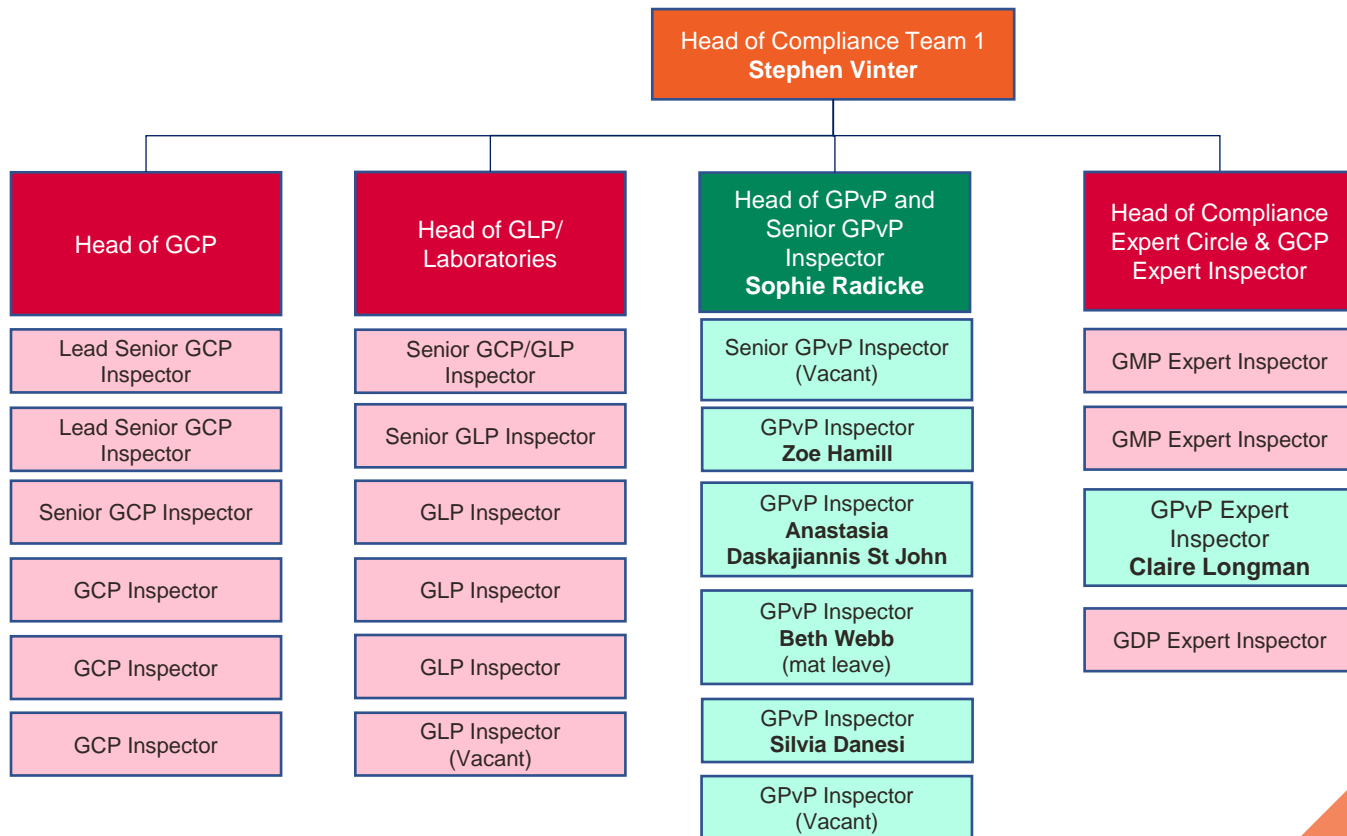 Head of Compliance Team 1
Stephen Vinter
Head of GCP
Lead Senior GCP
Inspector
Lead Senior GCP
Inspector
Senior GCP Inspector
GCP Inspector
GCP Inspector
GCP Inspector
Head of GLP/
Laboratories
Senior GCP/GLP
Inspector
Senior GLP Inspector
GLP Inspector
GLP Inspector
GLP Inspector
GLP Inspector
(Vacant)
Head of GPvP and
Senior GPvP
Inspector
Sophie Radicke
Senior GPvP Inspector
(Vacant)
GPvP Inspector
Zoe Hamill
GPvP Inspector
Anastasia
Daskajiannis St John
GPvP Inspector
Beth Webb
(mat leave)
GPvP Inspector
Silvia Danesi
GPvP Inspector
(Vacant)
Head of Compliance
Expert Circle & GCP
Expert Inspector
GMP Expert Inspector
GMP Expert Inspector
GPvP Expert
Inspector
Claire Longman
GDP Expert Inspector